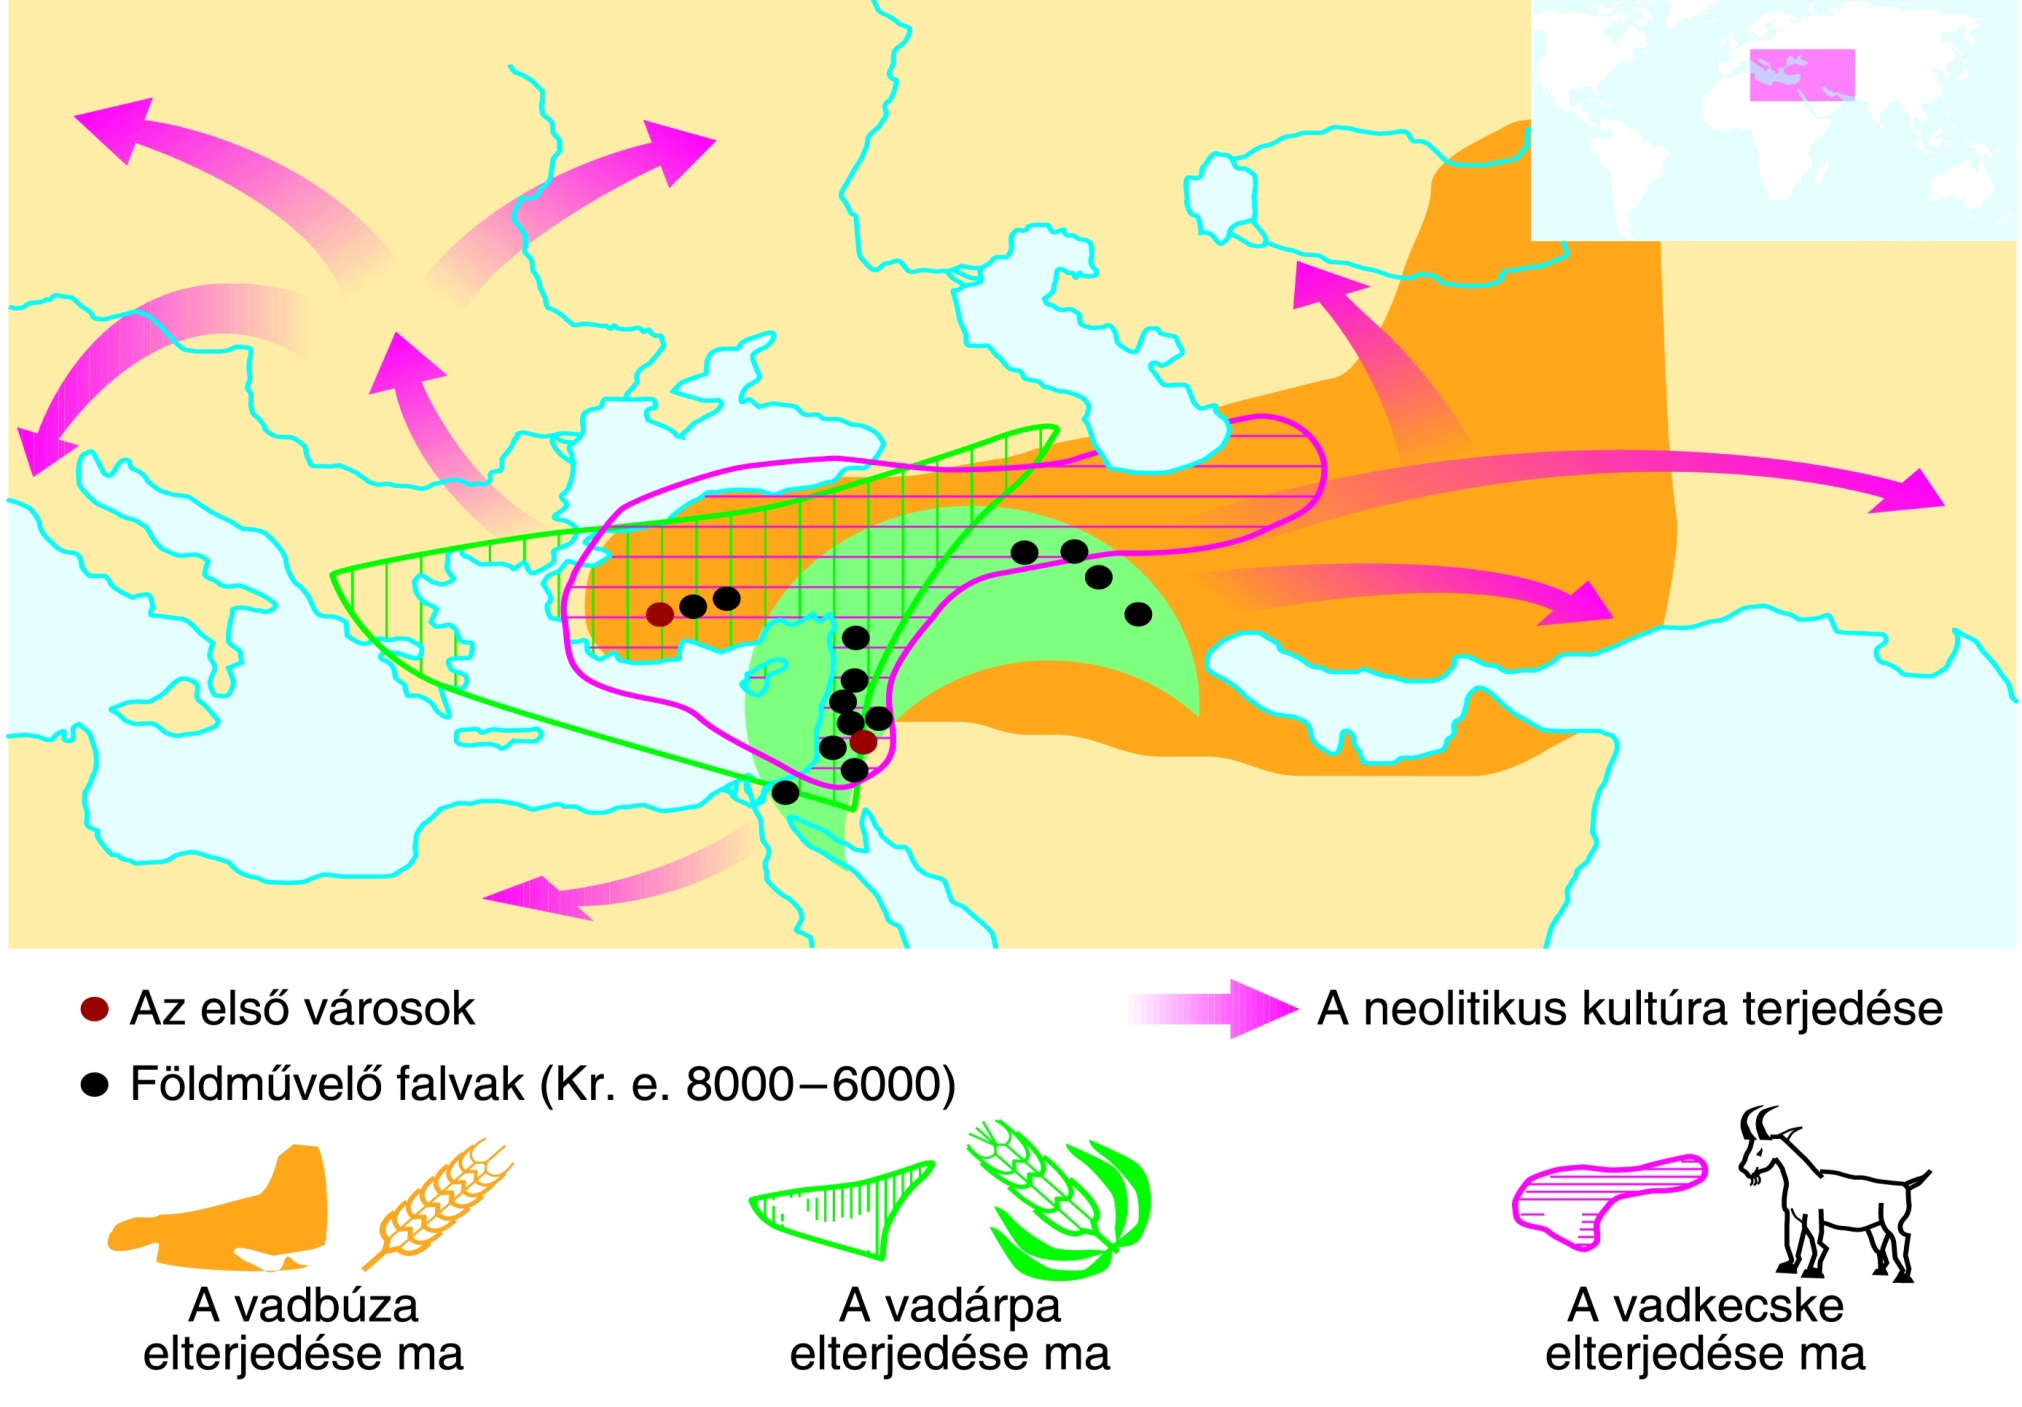 Az első városok
A neolitikus kultúra terjedése
Földművelő falvak (Kr. e. 8000–6000)
A vadbúza
elterjedése ma
A vadárpa
elterjedése ma
A vadkecske
elterjedése ma